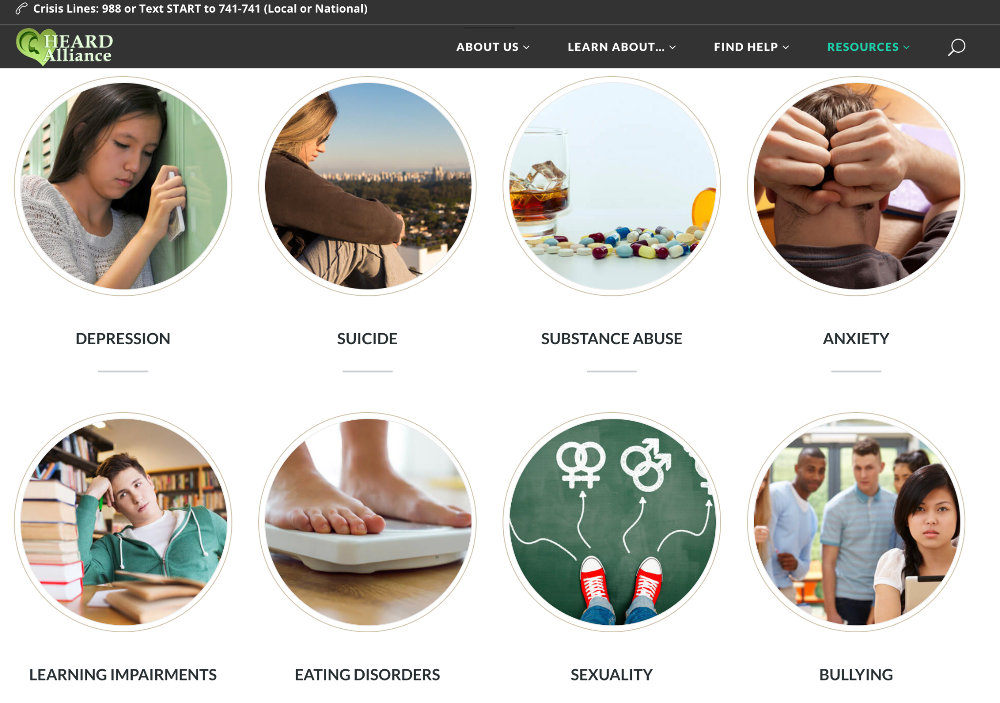 Crisis Lines: 988 or Text START to 741-741 (Local or National)
HEARD
Alliance
ABOUT US
LEARN ABOUT...
FIND HELP
RESOURCES
DEPRESSION
SUICIDE
SUBSTANCE ABUSE
ANXIETY
LEARNING IMPAIRMENTS
EATING DISORDERS
SEXUALITY
BULLYING